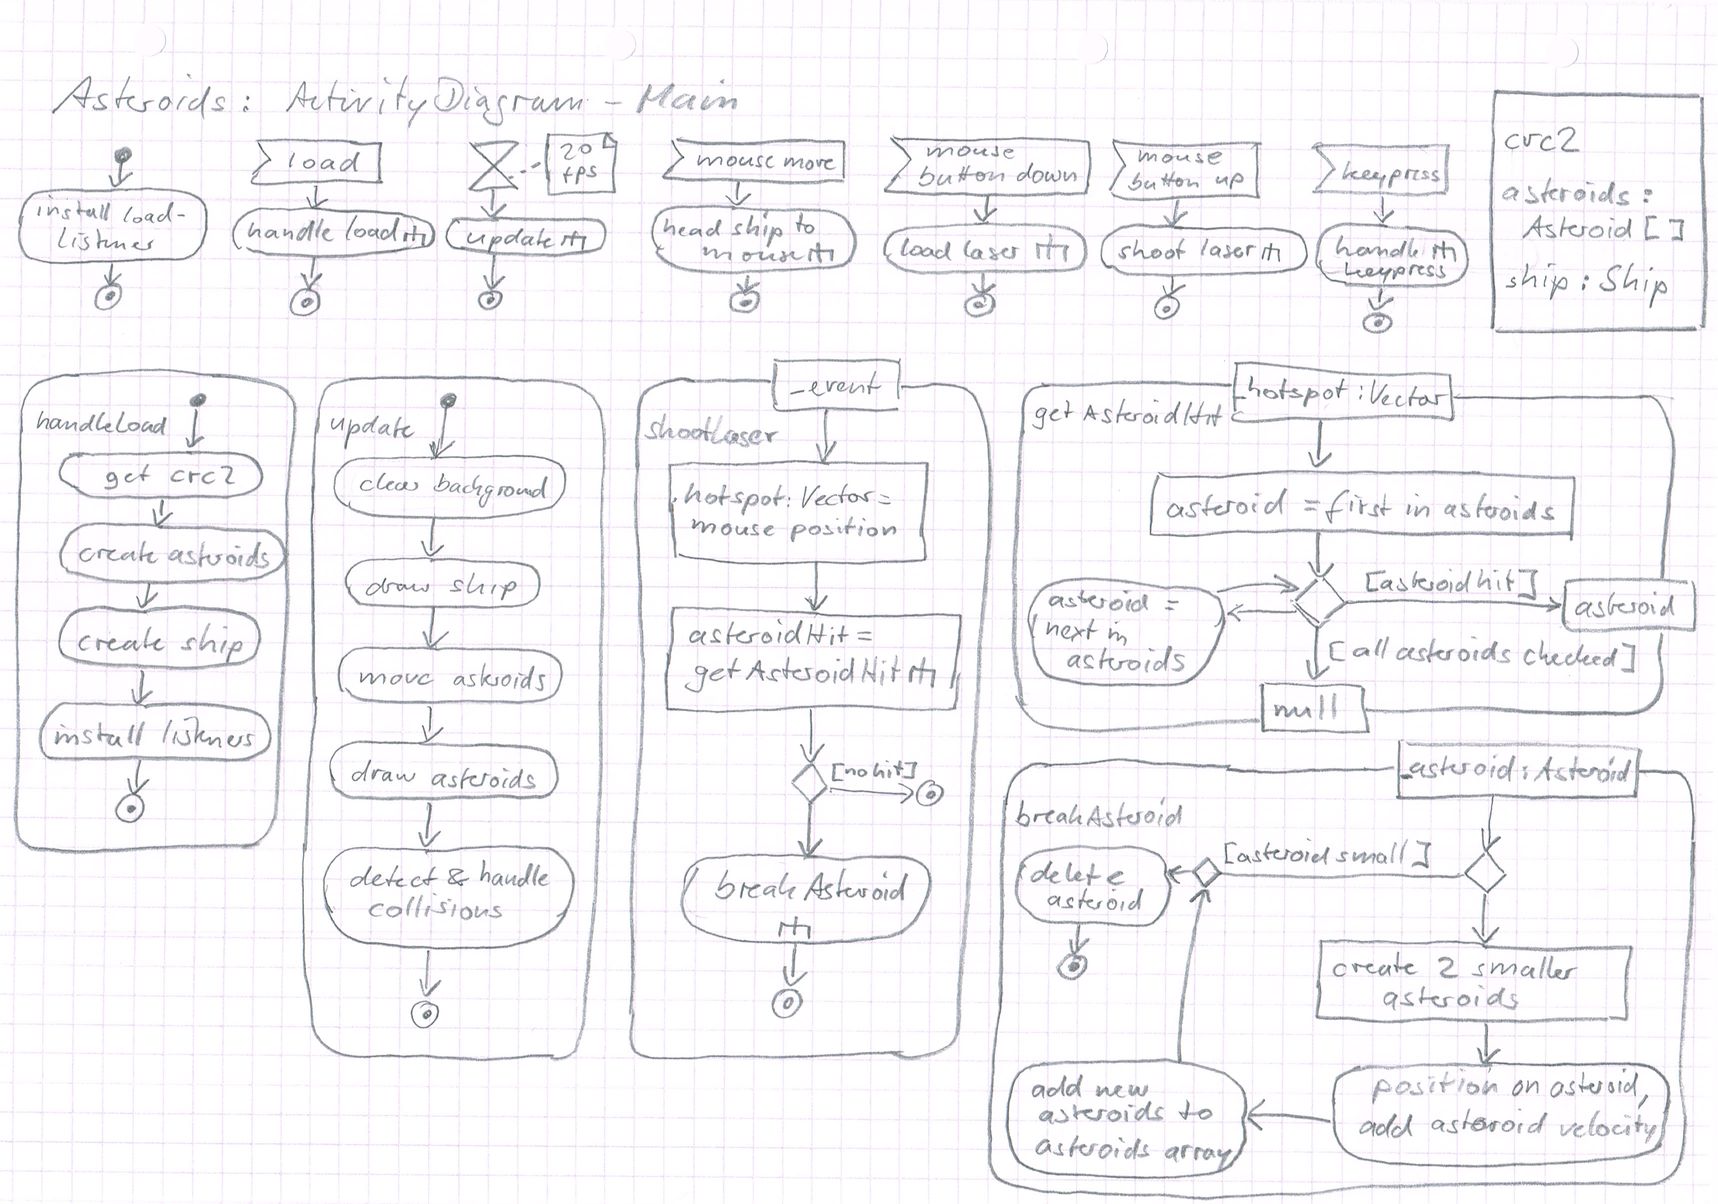 Asteroids: Activity Diagram - Main
install load-
Listner
load
handle load
20
fps
update
mouse move
head ship to
mouse
mouse
button down
load laser
mouse
button up
shoot laser
keypress
handle
keypress
crc2
asteroids:
Asteroid []
ship: Ship
handleLoad
get crc2
create asteroids
create ship
install listners
update
clear background
draw ship
move asteroids
draw asteroids
detect & handle
collisions
_event
shootLaser
hotspot: Vector =
mouse position
asteroidHit =
getAsteroidHit
[no hit]
breakAsteroid
_hotspot: Vector
getAsteroidHit
asteroid = first in asteroids
[asteroid hit]
asteroid
asteroid =
next in
asteroids
[all asteroids checked]
null
_asteroid: Asteroid
breakAsteroid
[asteroid small]
delete
asteroid
create 2 smaller
asteroids
position on asteroid,
add asteroid velocity
add new
asteroids to
asteroids array